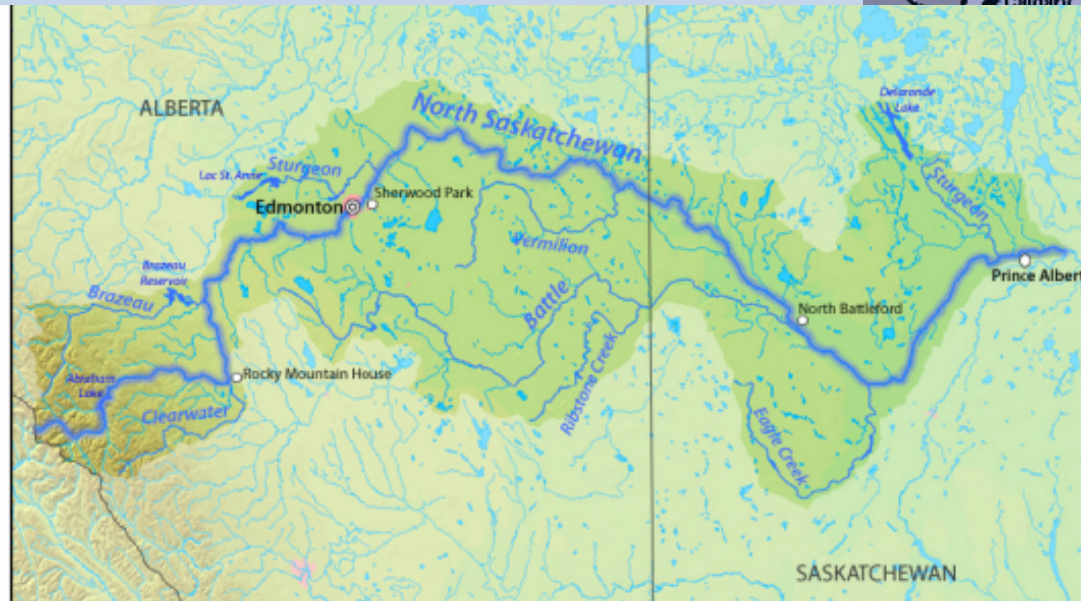 ALBERTA
North Saskatchewan
Delaronde
Lake
Sturgeon
Lac St. Anne
Edmonton
Sherwood Park
Sturgeon
Vermilion
Brazeau
Reservoir
Brazeau
Prince Albert
Battle
North Battleford
Ribstone Creek
Abraham
Lake
Rocky Mountain House
Clearwater
Eagle Creek
SASKATCHEWAN